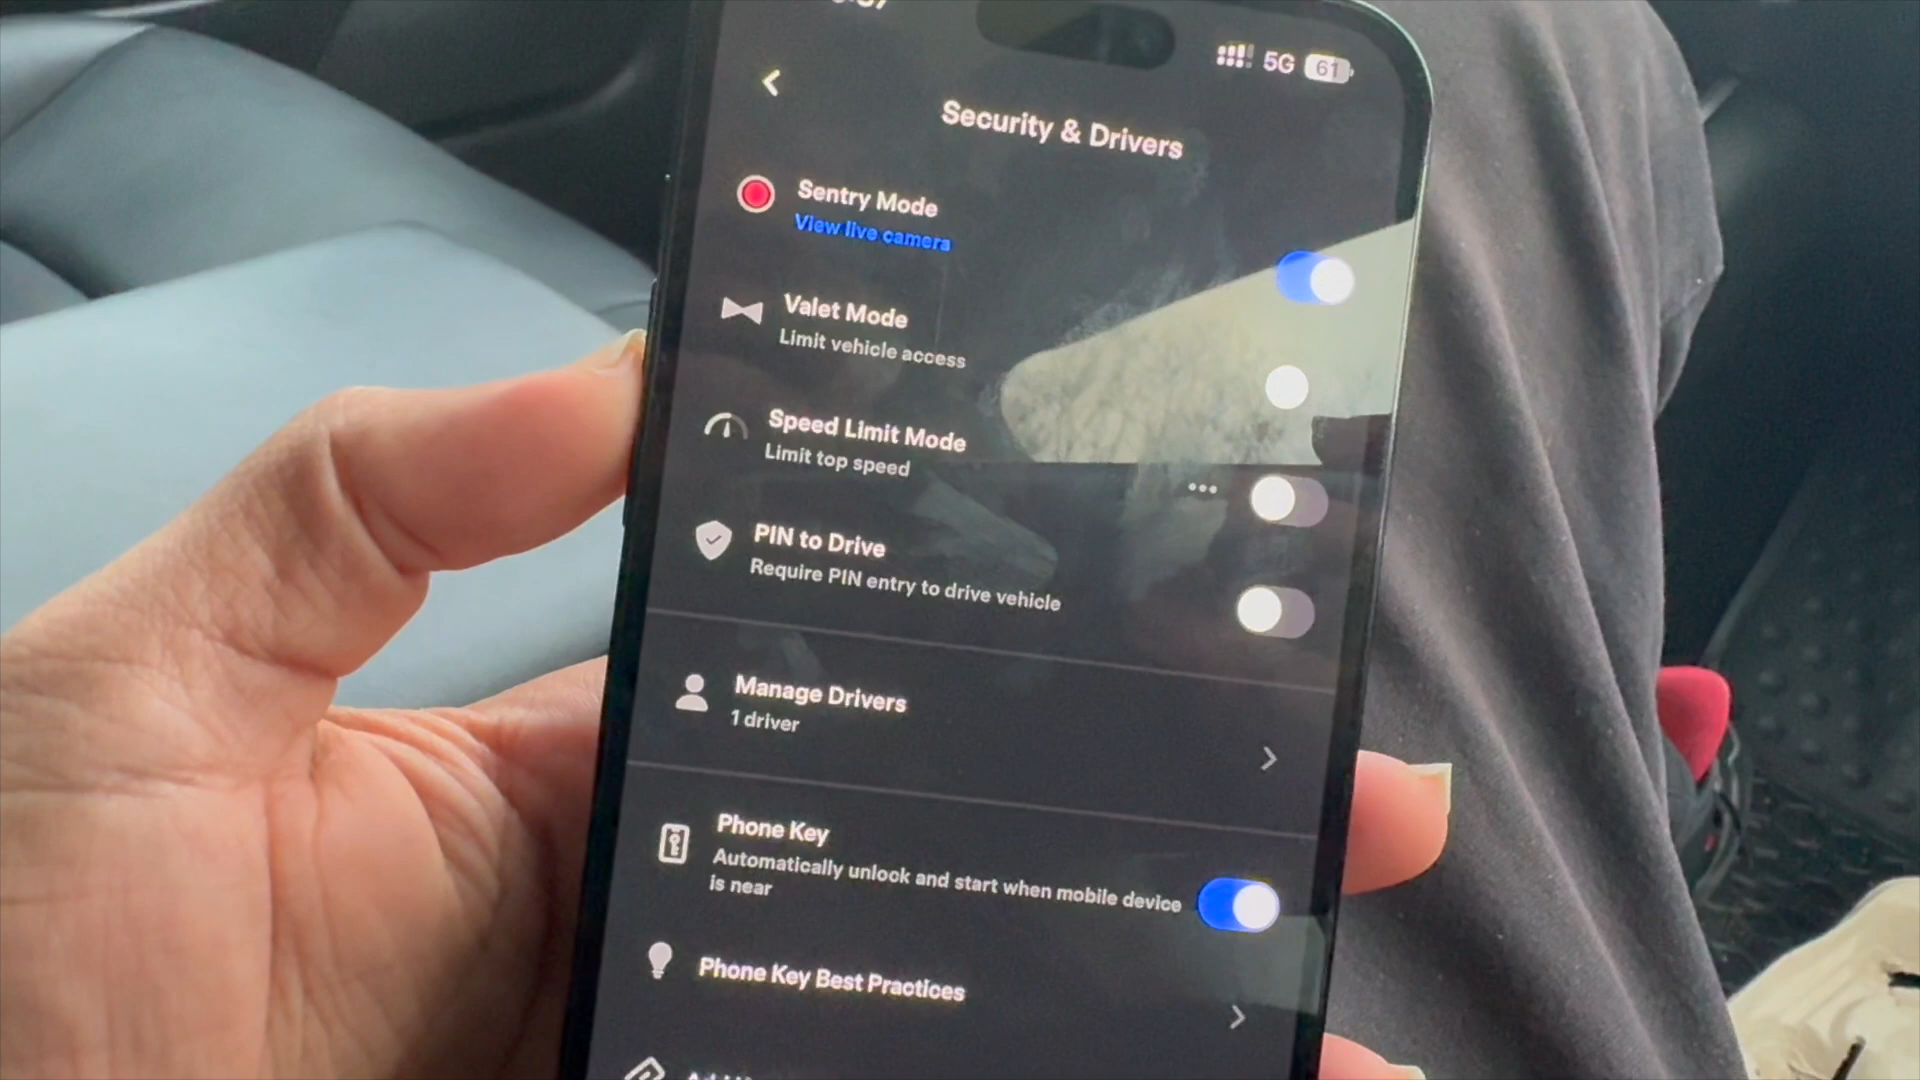 5G 61
Security & Drivers
Sentry Mode
View live camera
Valet Mode
Limit vehicle access
Speed Limit Mode
Limit top speed
PIN to Drive
Require PIN entry to drive vehicle
Manage Drivers
1 driver
Phone Key
Automatically unlock and start when mobile device
is near
Phone Key Best Practices